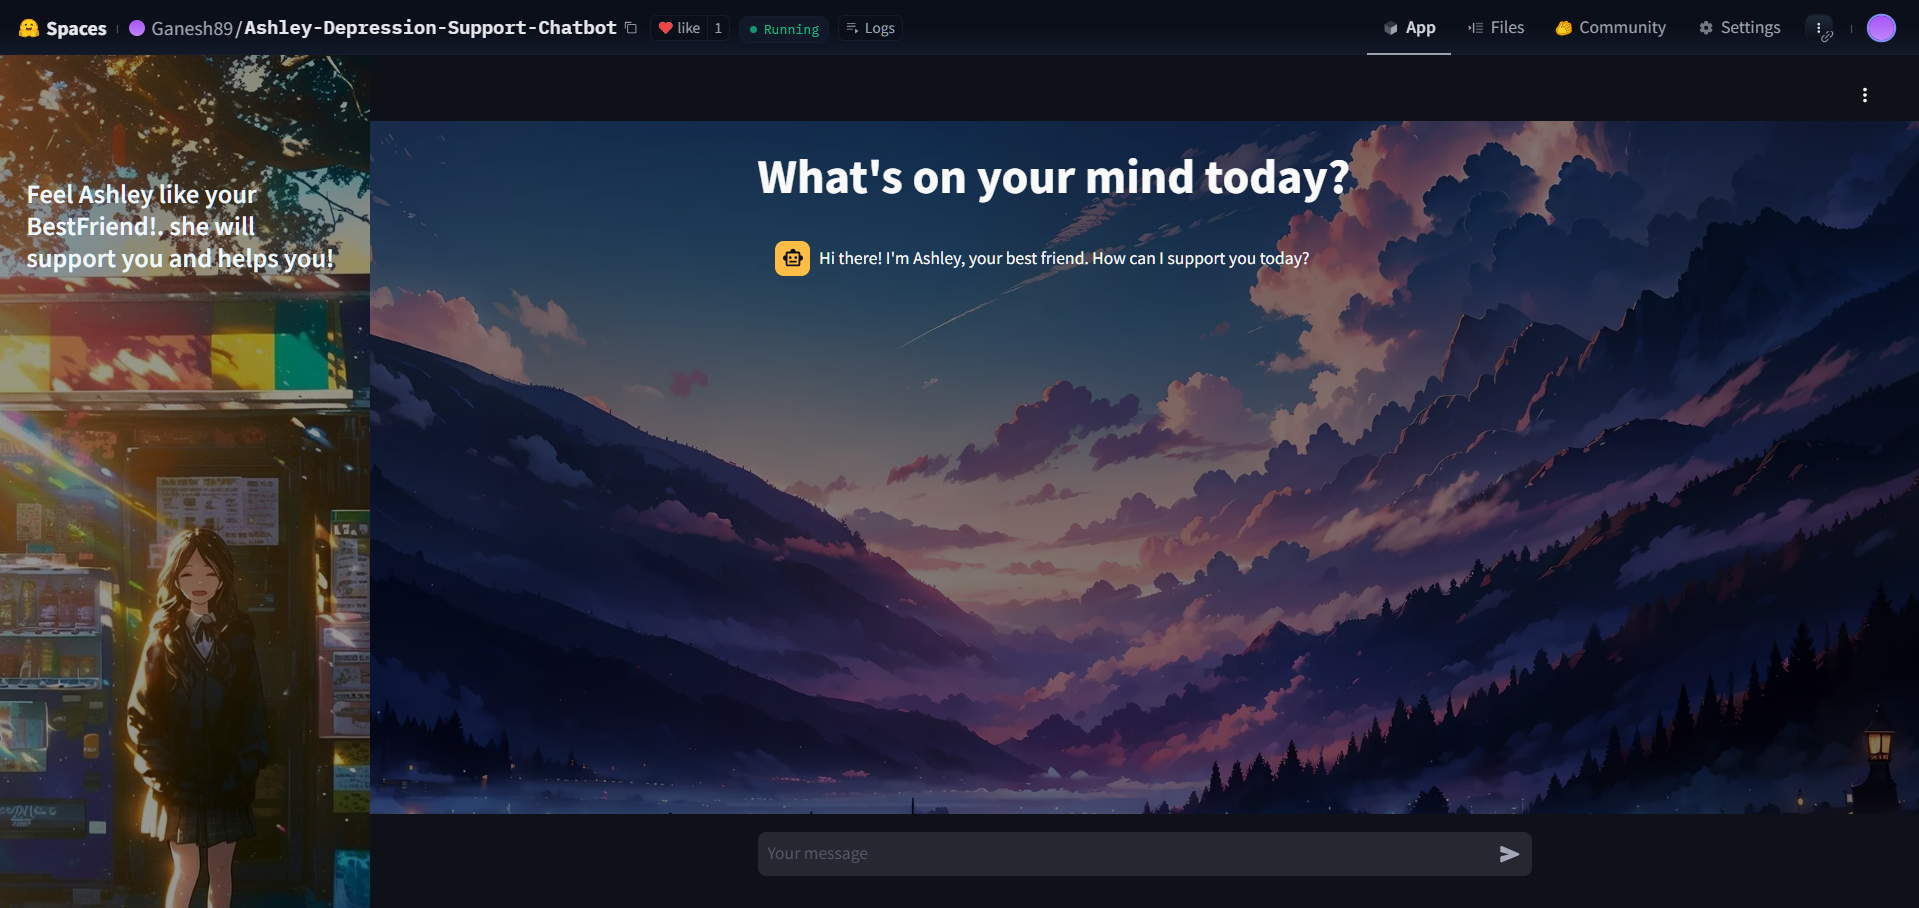 Spaces
Ganesh89/Ashley-Depression-Support-Chatbot
like 1
Running
Logs
App
Files
Community
Settings
Feel Ashley like your
BestFriend!. she will
support you and helps you!
What's on your mind today?
Hi there! I'm Ashley, your best friend. How can I support you today?
Your message